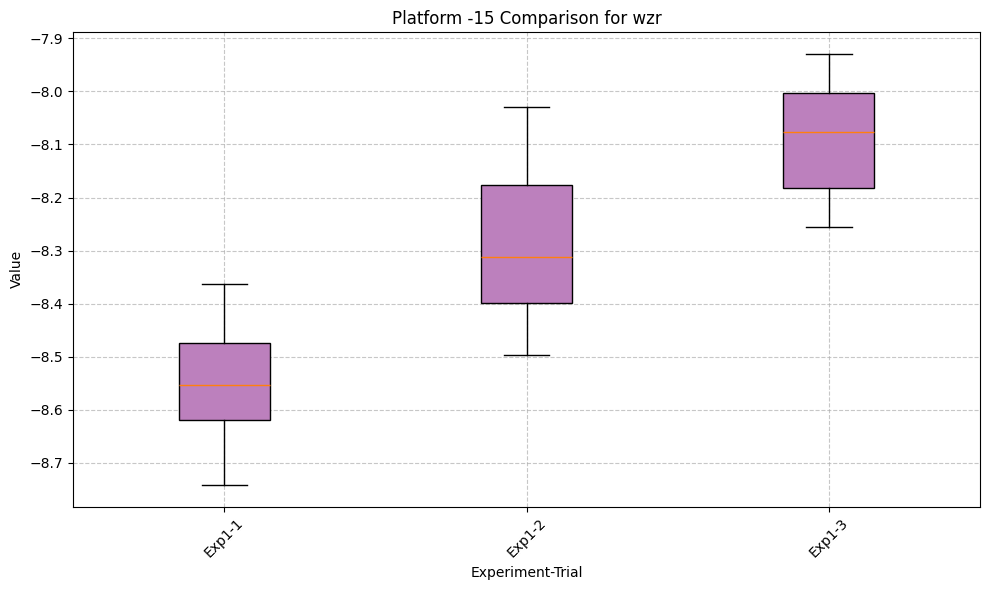 Platform -15 Comparison for wzr
−7.9
−8.0
−8.1
−8.2
−8.3
−8.4
−8.5
−8.6
−8.7
Value
Exp1-1
Exp1-2
Exp1-3
Experiment-Trial